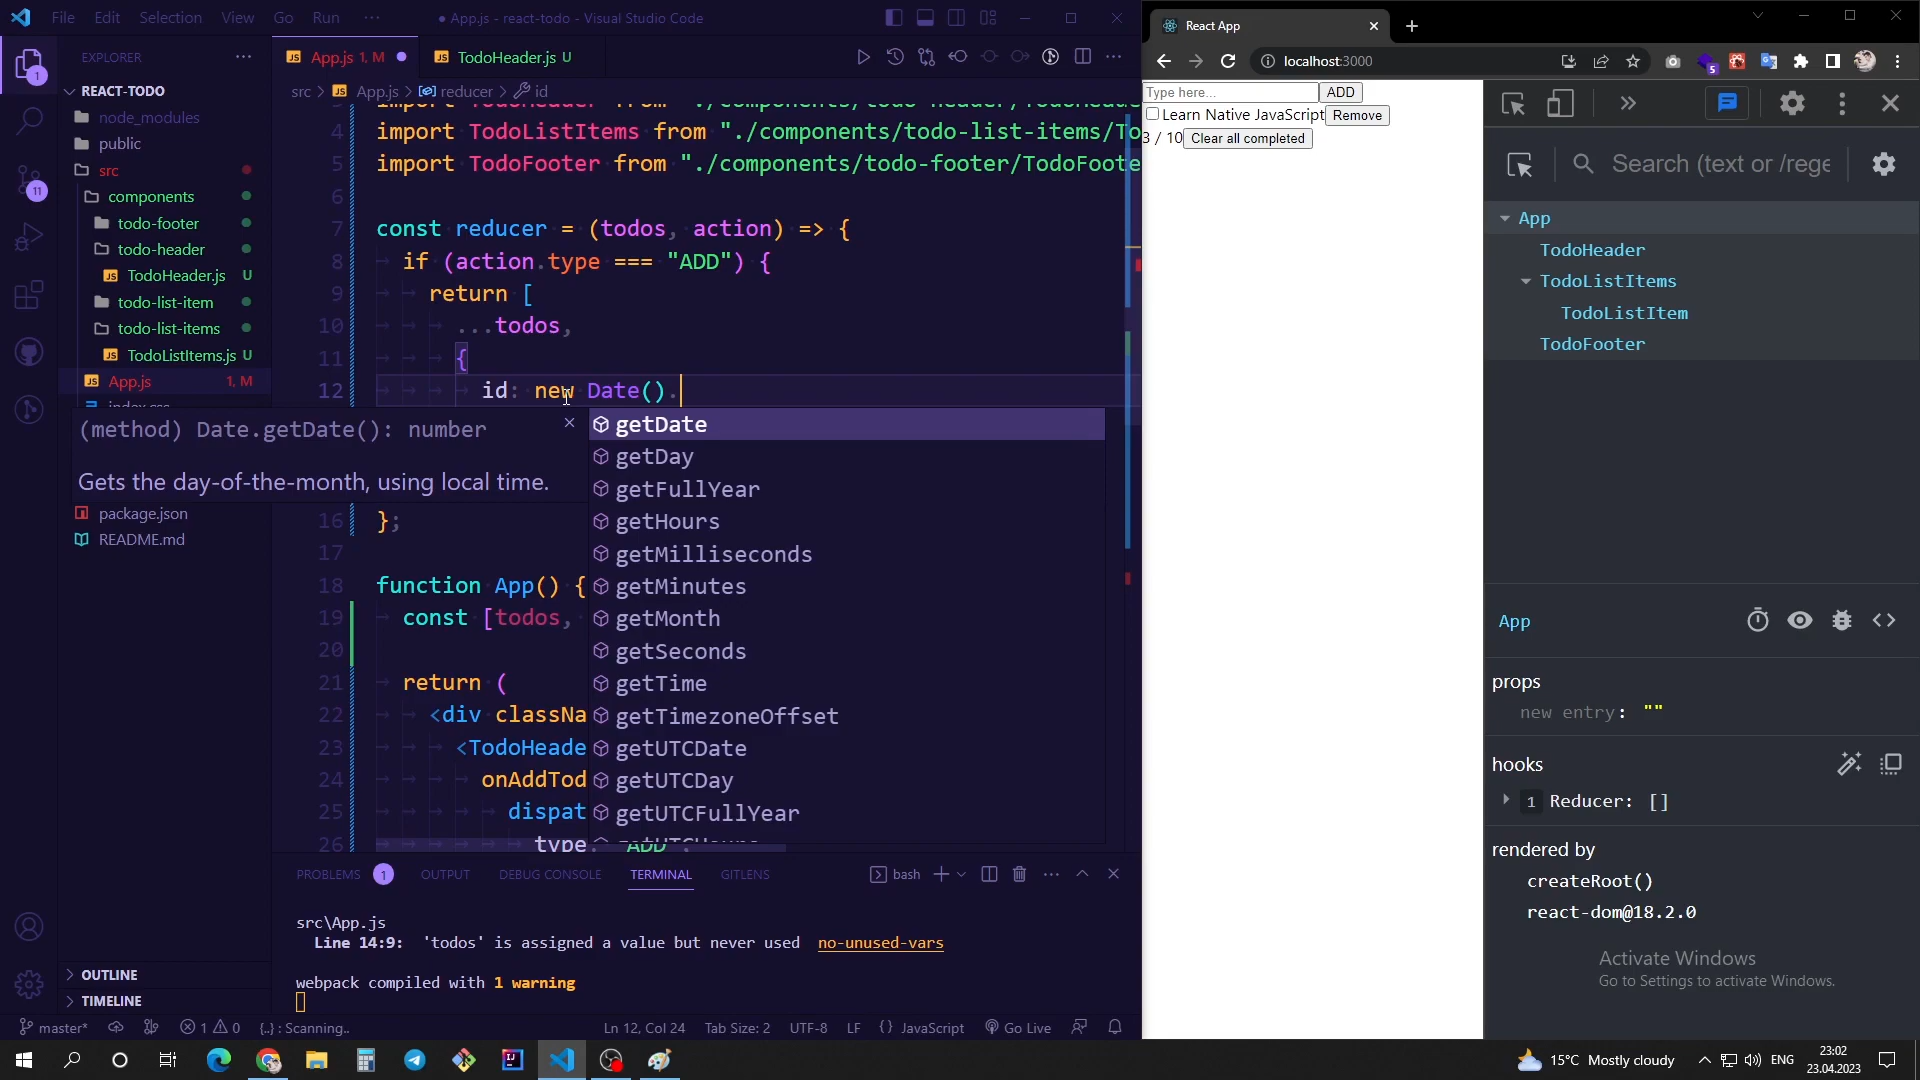 File Edit Selection View Go Run ··· ● App.js - react-todo - Visual Studio Code
EXPLORER ···
REACT-TODO
node_modules
public
src
components
todo-footer
todo-header
TodoHeader.js U
todo-list-item
todo-list-items
TodoListItems.js U
App.js 1, M
package.json
README.md
OUTLINE
TIMELINE
App.js 1, M ●
TodoHeader.js U
src > App.js > reducer > id
4 import TodoListItems from "./components/todo-list-items/To
5 import TodoFooter from "./components/todo-footer/TodoFoote
6
7 const reducer = (todos, action) => {
8 if (action.type === "ADD") {
9 return [
10 ...todos,
11 {
12 id: new Date().
(method) Date.getDate(): number
Gets the day-of-the-month, using local time.
getDate
getDay
getFullYear
getHours
getMilliseconds
getMinutes
getMonth
getSeconds
getTime
getTimezoneOffset
getUTCDate
getUTCDay
getUTCFullYear
16 };
17
18 function App() {
19 const [todos,
20
21 return (
22 <div classNa
23 <TodoHeade
24 onAddTod
25 dispat
26 type: "ADD",
PROBLEMS 1 OUTPUT DEBUG CONSOLE TERMINAL GITLENS bash
src\App.js
Line 14:9: 'todos' is assigned a value but never used no-unused-vars
webpack compiled with 1 warning
master* 1 0 {..} : Scanning.. Ln 12, Col 24 Tab Size: 2 UTF-8 LF {} JavaScript Go Live
React App
localhost:3000
Type here... ADD
Learn Native JavaScript Remove
3 / 10 Clear all completed
Search (text or /rege
App
TodoHeader
TodoListItems
TodoListItem
TodoFooter
App
props
new entry: ""
hooks
1 Reducer: []
rendered by
createRoot()
react-dom@18.2.0
Activate Windows
Go to Settings to activate Windows.
15°C Mostly cloudy ENG 23:02
23.04.2023